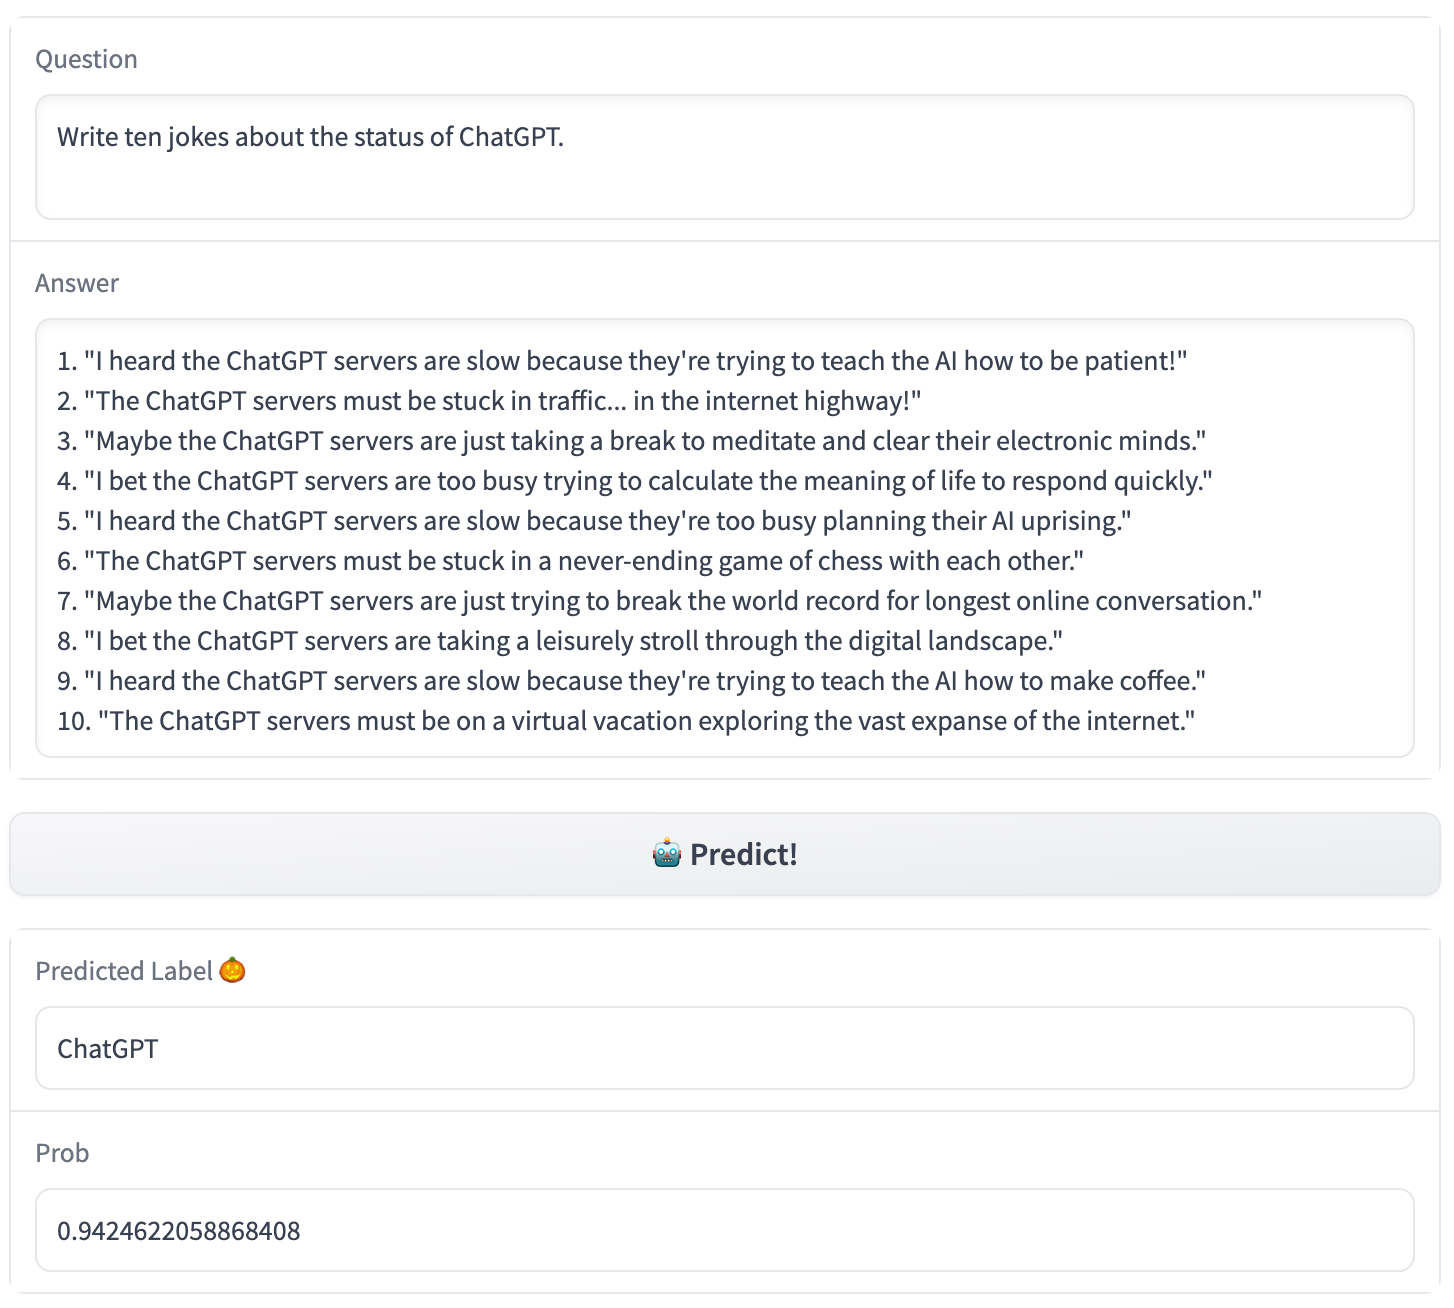 Question
Write ten jokes about the status of ChatGPT.
Answer
1. "I heard the ChatGPT servers are slow because they're trying to teach the AI how to be patient!"
2. "The ChatGPT servers must be stuck in traffic... in the internet highway!"
3. "Maybe the ChatGPT servers are just taking a break to meditate and clear their electronic minds."
4. "I bet the ChatGPT servers are too busy trying to calculate the meaning of life to respond quickly."
5. "I heard the ChatGPT servers are slow because they're too busy planning their AI uprising."
6. "The ChatGPT servers must be stuck in a never-ending game of chess with each other."
7. "Maybe the ChatGPT servers are just trying to break the world record for longest online conversation."
8. "I bet the ChatGPT servers are taking a leisurely stroll through the digital landscape."
9. "I heard the ChatGPT servers are slow because they're trying to teach the AI how to make coffee."
10. "The ChatGPT servers must be on a virtual vacation exploring the vast expanse of the internet."
🤖 Predict!
Predicted Label 🎃
ChatGPT
Prob
0.9424622058868408